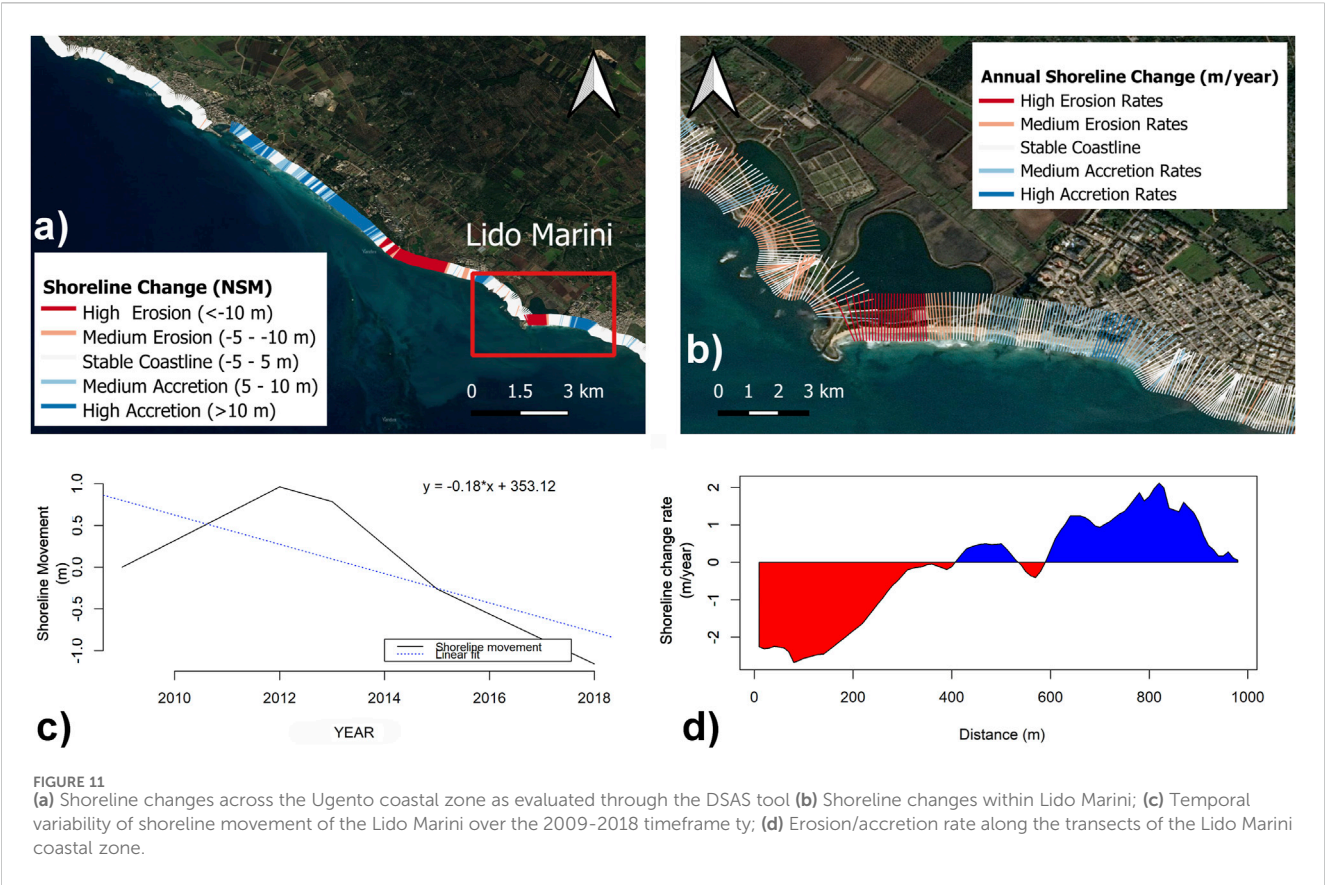 a)
Lido Marini
Shoreline Change (NSM)
High Erosion (<-10 m)
Medium Erosion (-5 - -10 m)
Stable Coastline (-5 - 5 m)
Medium Accretion (5 - 10 m)
High Accretion (>10 m)
0 1.5 3 km
b)
Annual Shoreline Change (m/year)
High Erosion Rates
Medium Erosion Rates
Stable Coastline
Medium Accretion Rates
High Accretion Rates
0 1 2 3 km
c)
Shoreline Movement
(m)
1.0
0.5
0.0
-0.5
-1.0
y = -0.18*x + 353.12
Shoreline movement
Linear fit
2010 2012 2014 2016 2018
YEAR
d)
Shoreline change rate
(m/year)
2
1
0
-1
-2
0 200 400 600 800 1000
Distance (m)
FIGURE 11
(a) Shoreline changes across the Ugento coastal zone as evaluated through the DSAS tool (b) Shoreline changes within Lido Marini; (c) Temporal
variability of shoreline movement of the Lido Marini over the 2009-2018 timeframe ty; (d) Erosion/accretion rate along the transects of the Lido Marini
coastal zone.